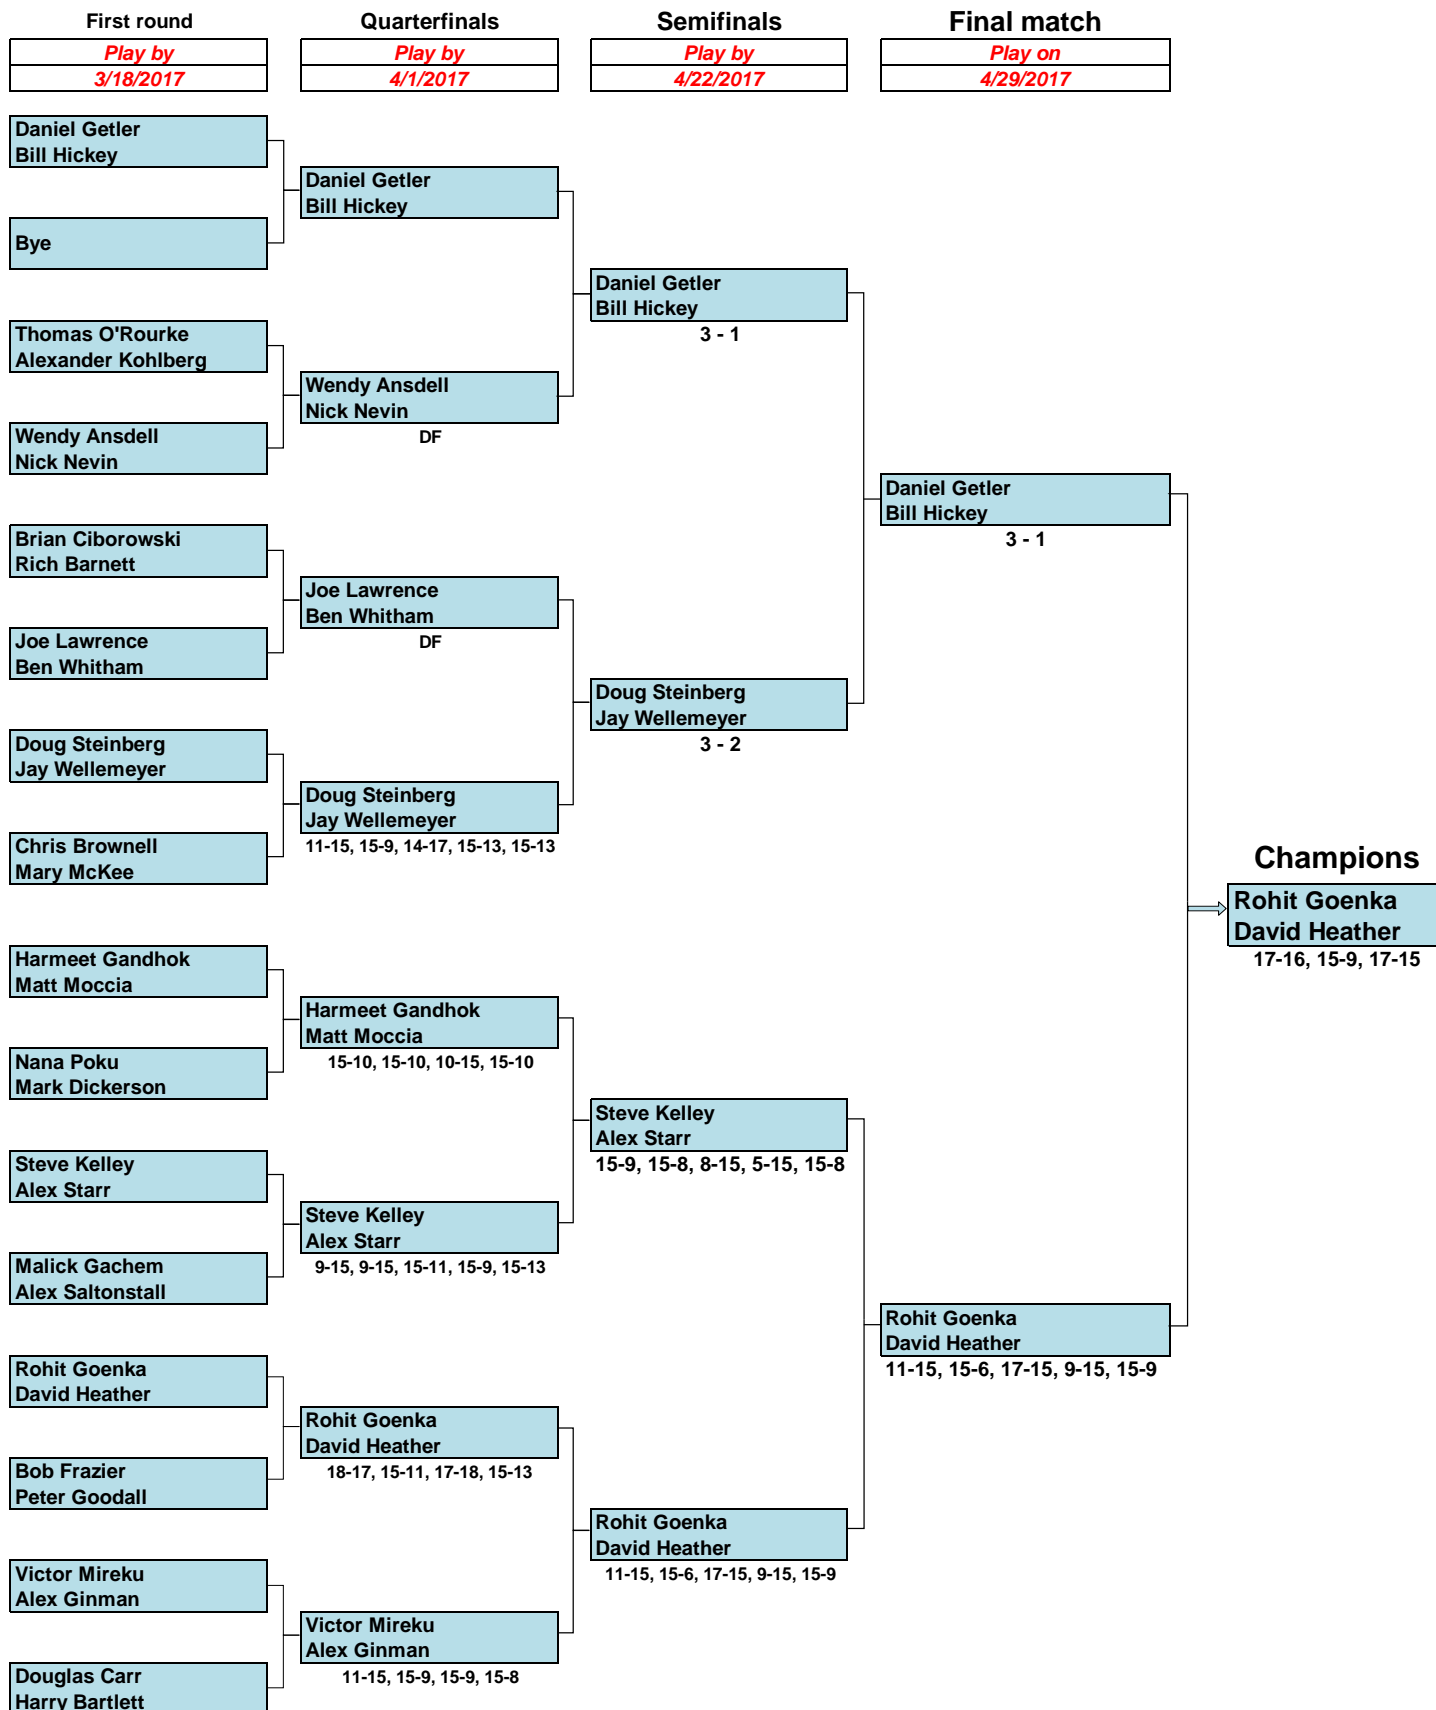 First round
Play by
3/18/2017
Quarterfinals
Play by
4/1/2017
Semifinals
Play by
4/22/2017
Final match
Play on
4/29/2017
Daniel Getler
Bill Hickey
Bye
Thomas O'Rourke
Alexander Kohlberg
Wendy Ansdell
Nick Nevin
Brian Ciborowski
Rich Barnett
Joe Lawrence
Ben Whitham
Doug Steinberg
Jay Wellemeyer
Chris Brownell
Mary McKee
Harmeet Gandhok
Matt Moccia
Nana Poku
Mark Dickerson
Steve Kelley
Alex Starr
Malick Gachem
Alex Saltonstall
Rohit Goenka
David Heather
Bob Frazier
Peter Goodall
Victor Mireku
Alex Ginman
Douglas Carr
Harry Bartlett
Daniel Getler
Bill Hickey
Wendy Ansdell
Nick Nevin
DF
Joe Lawrence
Ben Whitham
DF
Doug Steinberg
Jay Wellemeyer
11-15, 15-9, 14-17, 15-13, 15-13
Harmeet Gandhok
Matt Moccia
15-10, 15-10, 10-15, 15-10
Steve Kelley
Alex Starr
9-15, 9-15, 15-11, 15-9, 15-13
Rohit Goenka
David Heather
18-17, 15-11, 17-18, 15-13
Victor Mireku
Alex Ginman
11-15, 15-9, 15-9, 15-8
Daniel Getler
Bill Hickey
3 - 1
Doug Steinberg
Jay Wellemeyer
3 - 2
Steve Kelley
Alex Starr
15-9, 15-8, 8-15, 5-15, 15-8
Rohit Goenka
David Heather
11-15, 15-6, 17-15, 9-15, 15-9
Daniel Getler
Bill Hickey
3 - 1
Rohit Goenka
David Heather
11-15, 15-6, 17-15, 9-15, 15-9
Champions
Rohit Goenka
David Heather
17-16, 15-9, 17-15